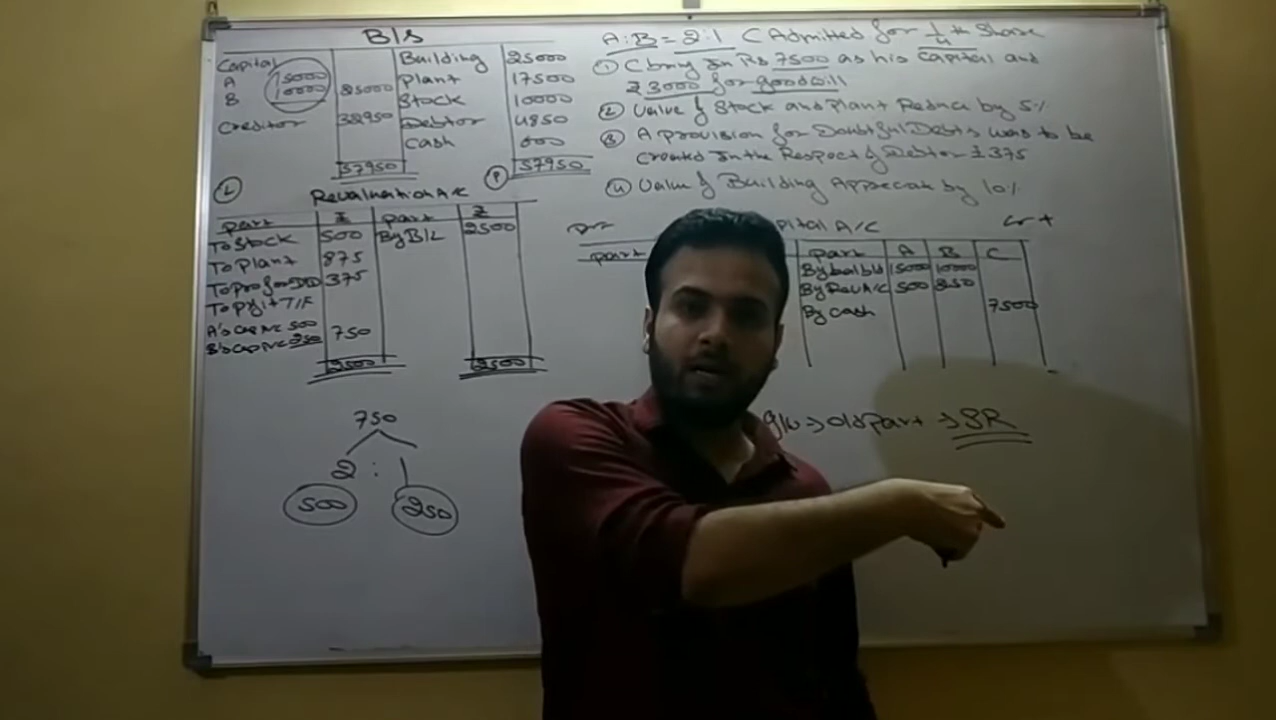 B/S
Capital
A 15000
B 10000 25000
Creditor 32950
57950
Building 25000
Plant 17500
Stock 10000
Debtor 4850
Cash 600
57950
A:B = 2:1 C Admitted for 1/4th Share
① C bring In Rs 7500 as his capital and
₹ 3000 for goodwill
② Value of Stock and Plant Reduce by 5%
③ A provision for Doubtful Debts was to be
Created In the Respect of Debtor ₹ 375
④ Value of Building Appreciate by 10%
Revaluation A/c
part ₹ part ₹
To Stock 500 By B/L 2500
To plant 875
To pro for DD 375
To pyit T/F
A's cap A/c 500
B's cap A/c 250 750
2500 2500
750
2 : 1
500 250
pital A/C
part
part A B C
By bal b/d 15000 10000
By Rev A/c 500 250
By cash 7500
g/w → old part → SR